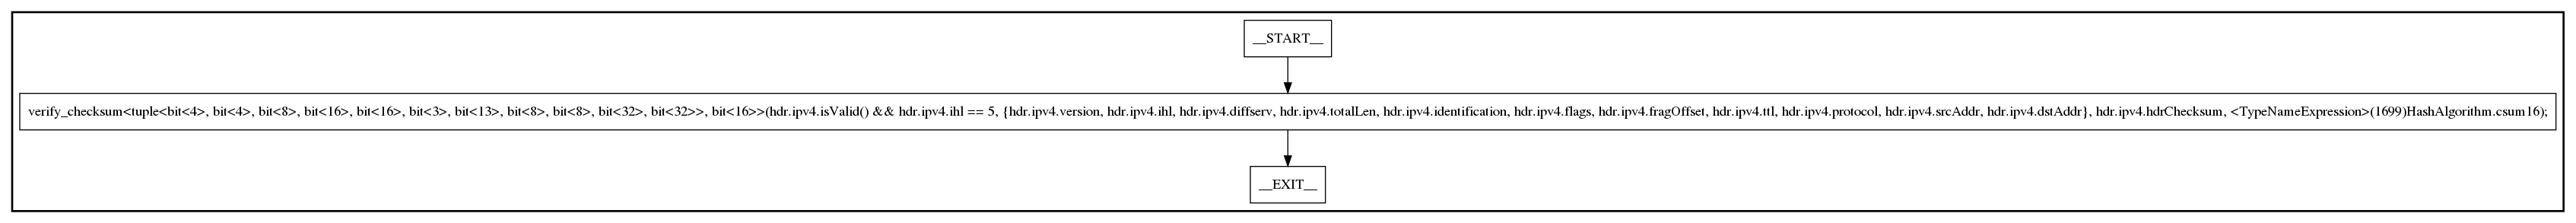 __START__
verify_checksum<tuple<bit<4>, bit<4>, bit<8>, bit<16>, bit<16>, bit<3>, bit<13>, bit<8>, bit<8>, bit<32>, bit<32>>, bit<16>>(hdr.ipv4.isValid() && hdr.ipv4.ihl == 5, {hdr.ipv4.version, hdr.ipv4.ihl, hdr.ipv4.diffserv, hdr.ipv4.totalLen, hdr.ipv4.identification, hdr.ipv4.flags, hdr.ipv4.fragOffset, hdr.ipv4.ttl, hdr.ipv4.protocol, hdr.ipv4.srcAddr, hdr.ipv4.dstAddr}, hdr.ipv4.hdrChecksum, <TypeNameExpression>(1699)HashAlgorithm.csum16);
__EXIT__